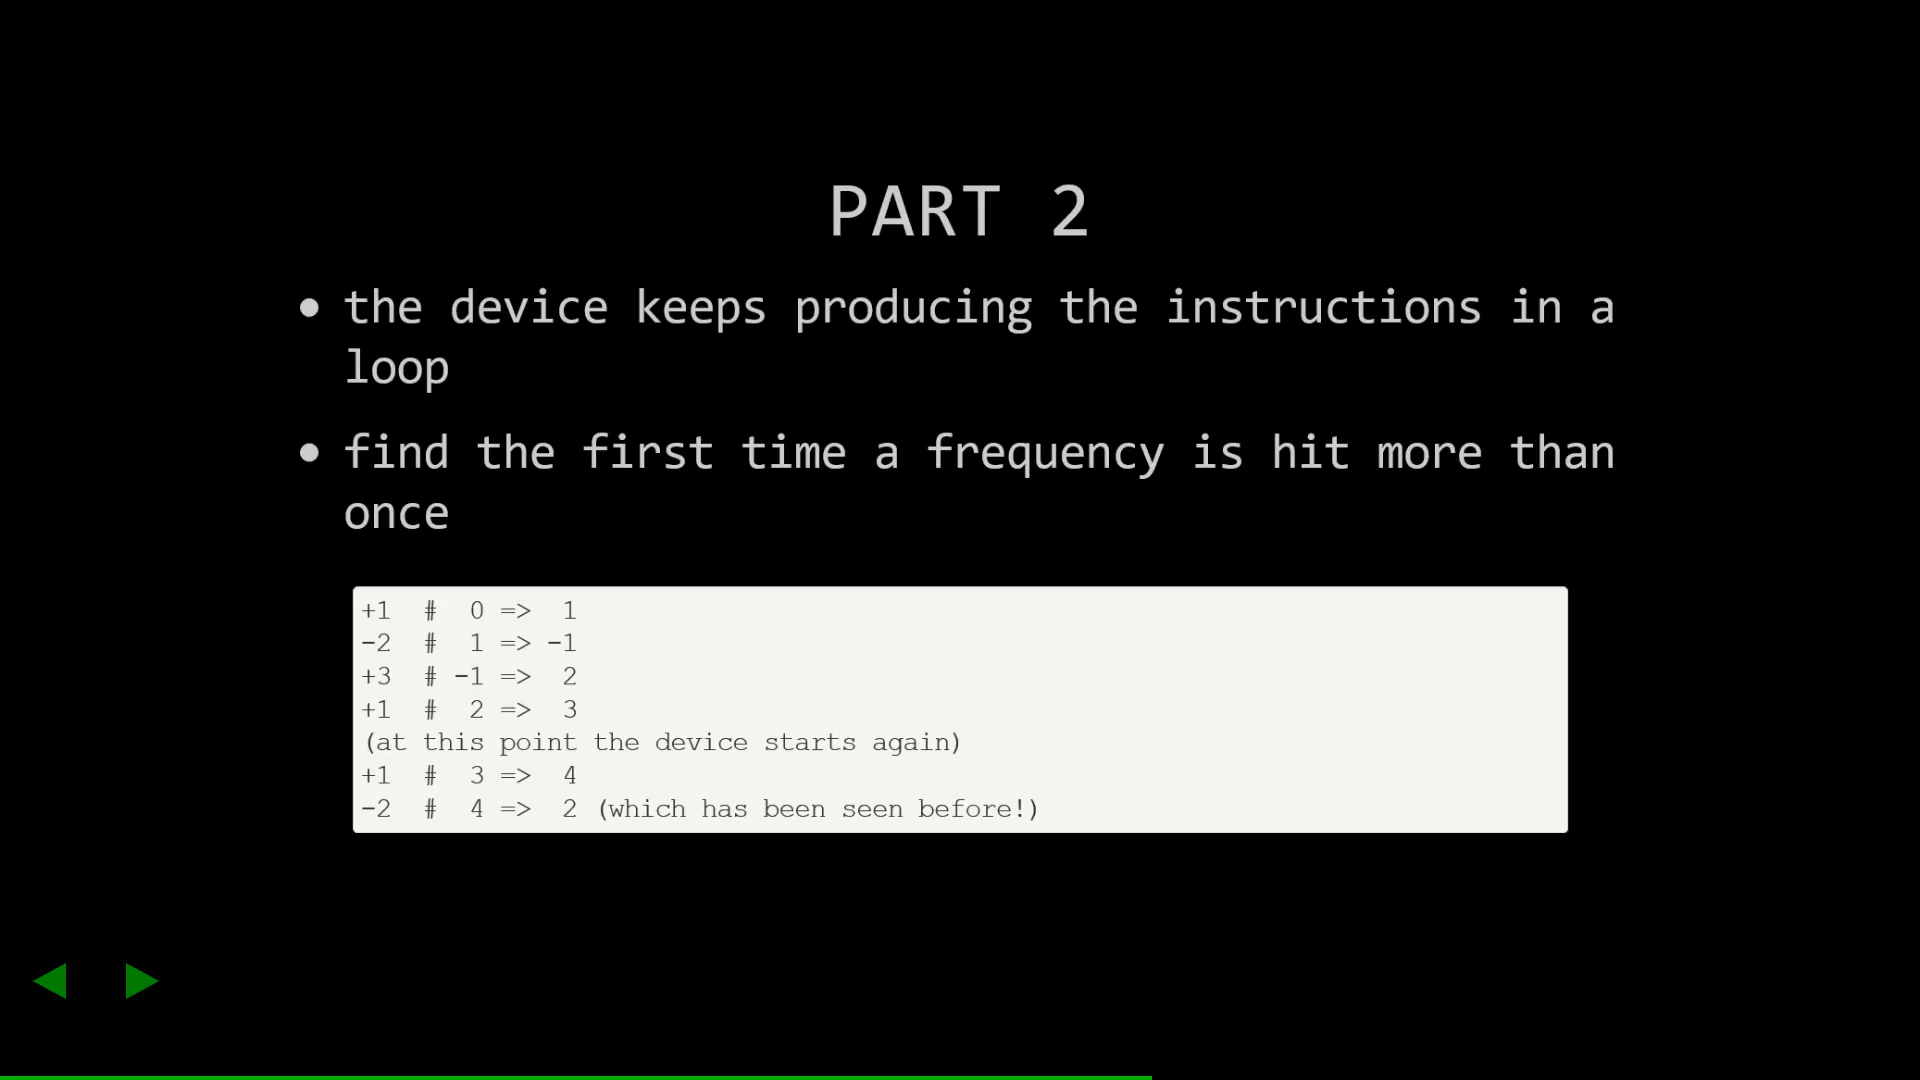 PART 2
• the device keeps producing the instructions in a
loop
• find the first time a frequency is hit more than
once
+1  #  0 =>  1
-2  #  1 => -1
+3  # -1 =>  2
+1  #  2 =>  3
(at this point the device starts again)
+1  #  3 =>  4
-2  #  4 =>  2 (which has been seen before!)